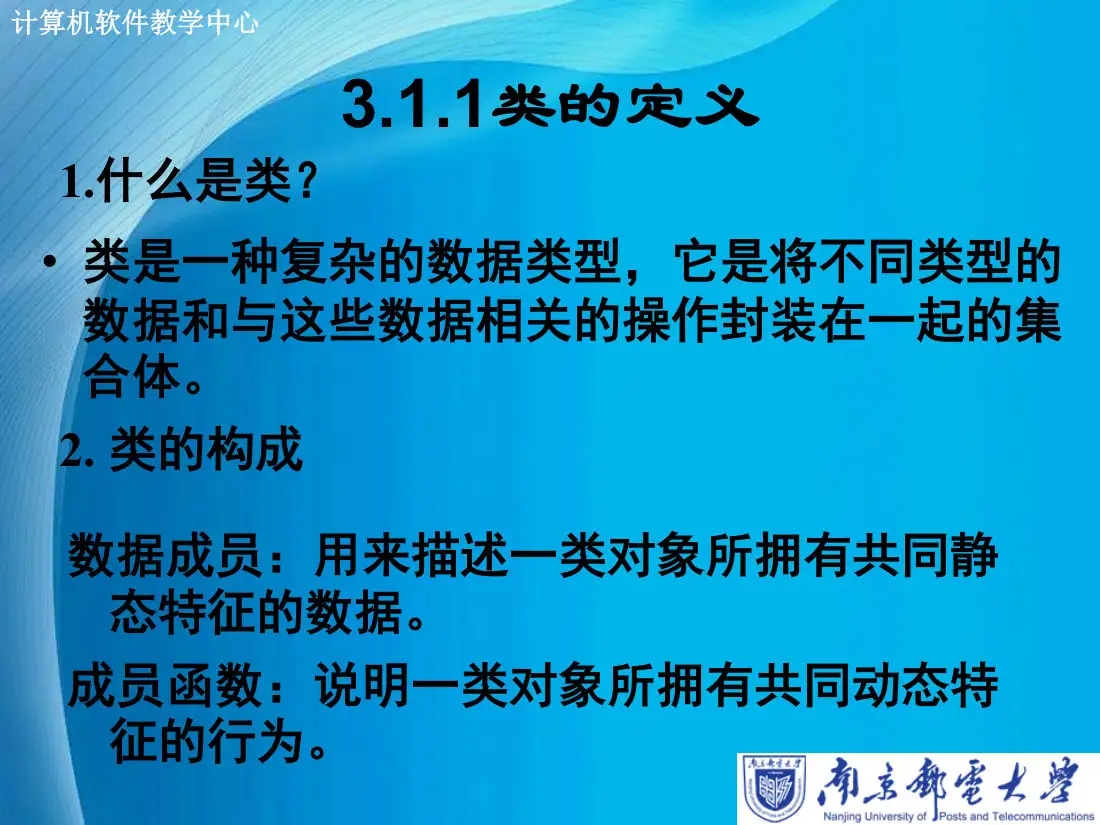 计算机软件教学中心
3.1.1类的定义
1.什么是类？
• 类是一种复杂的数据类型，它是将不同类型的
数据和与这些数据相关的操作封装在一起的集
合体。
2. 类的构成
数据成员：用来描述一类对象所拥有共同静
态特征的数据。
成员函数：说明一类对象所拥有共同动态特
征的行为。
南京郵電大學
Nanjing University of Posts and Telecommunications